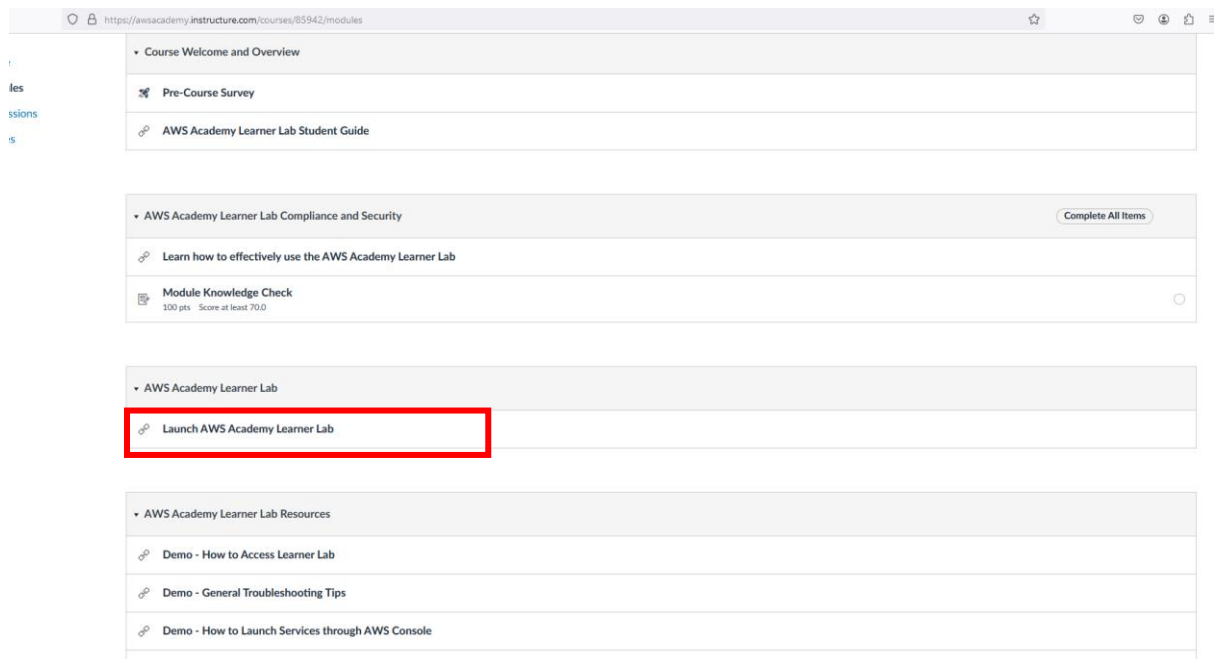 https://awsacademy.instructure.com/courses/85942/modules
Course Welcome and Overview
Pre-Course Survey
AWS Academy Learner Lab Student Guide
AWS Academy Learner Lab Compliance and Security
Complete All Items
Learn how to effectively use the AWS Academy Learner Lab
Module Knowledge Check
100 pts Score at least 70.0
AWS Academy Learner Lab
Launch AWS Academy Learner Lab
AWS Academy Learner Lab Resources
Demo - How to Access Learner Lab
Demo - General Troubleshooting Tips
Demo - How to Launch Services through AWS Console